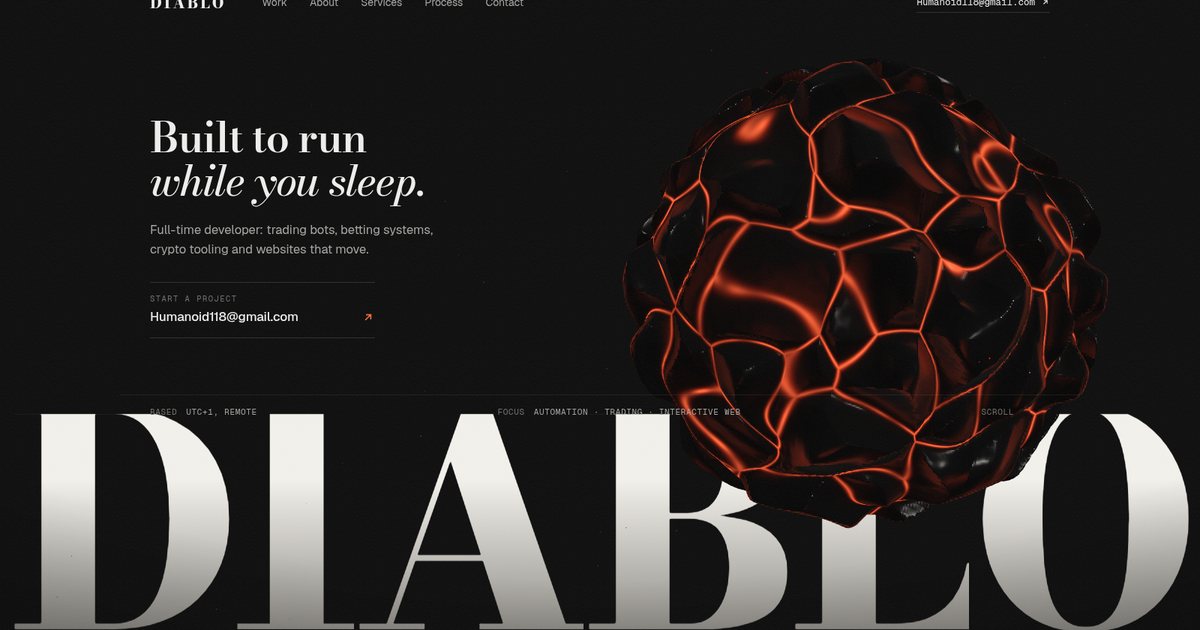 DIABLO
Work
About
Services
Process
Contact
Humanoid118@gmail.com ↗
Built to run
while you sleep.
Full-time developer: trading bots, betting systems,
crypto tooling and websites that move.
START A PROJECT
Humanoid118@gmail.com ↗
BASED UTC+1, REMOTE
FOCUS AUTOMATION · TRADING · INTERACTIVE WEB
SCROLL
DIABLO